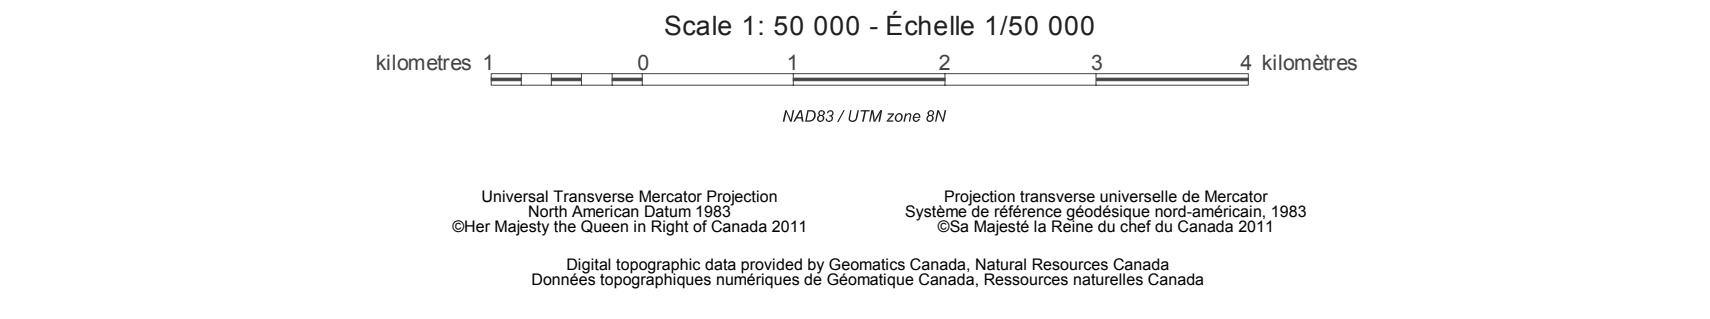 Scale 1: 50 000 - Échelle 1/50 000
kilometres 1 0 1 2 3 4 kilomètres
NAD83 / UTM zone 8N
Universal Transverse Mercator Projection
North American Datum 1983
©Her Majesty the Queen in Right of Canada 2011
Projection transverse universelle de Mercator
Système de référence géodésique nord-américain, 1983
©Sa Majesté la Reine du chef du Canada 2011
Digital topographic data provided by Geomatics Canada, Natural Resources Canada
Données topographiques numériques de Géomatique Canada, Ressources naturelles Canada